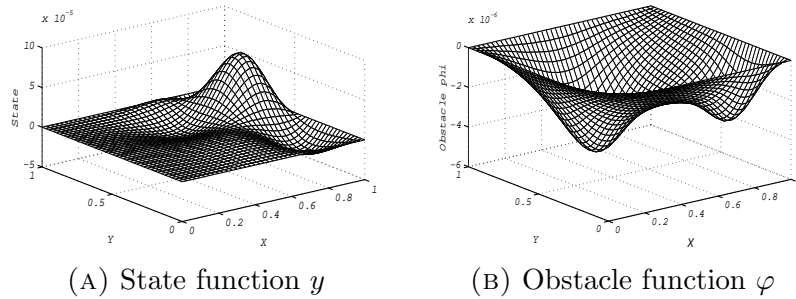 x 10^-5
10
5
0
-5
State
1
0.5
0
Y
0
0.2
0.4
0.6
0.8
1
X
(A) State function y
x 10^-6
0
-2
-4
-6
Obstacle phi
1
0.5
0
Y
0
0.2
0.4
0.6
0.8
1
X
(B) Obstacle function φ